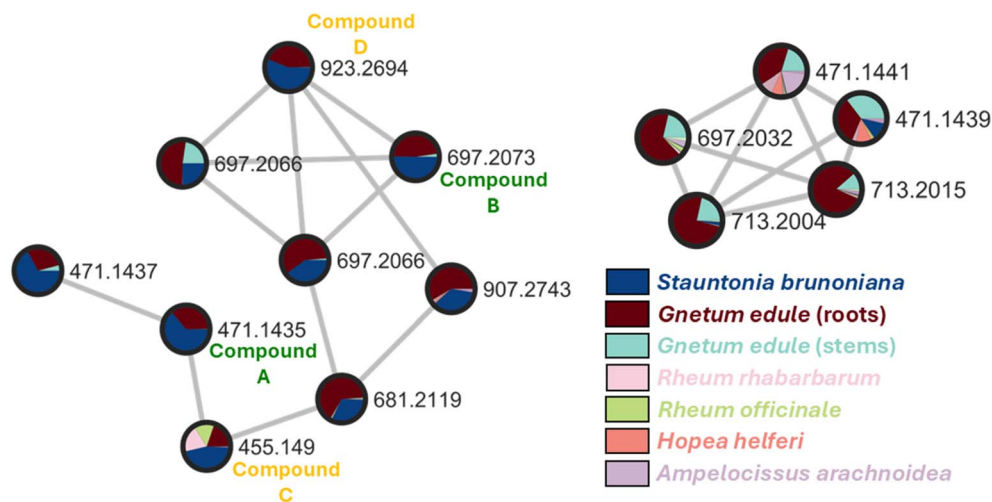 Compound
D
923.2694
697.2066
697.2073
Compound
B
697.2066
907.2743
471.1437
471.1435
Compound
A
681.2119
455.149
Compound
C
471.1441
471.1439
697.2032
713.2015
713.2004
Stauntonia brunoniana
Gnetum edule (roots)
Gnetum edule (stems)
Rheum rhabarbarum
Rheum officinale
Hopea helferi
Ampelocissus arachnoidea